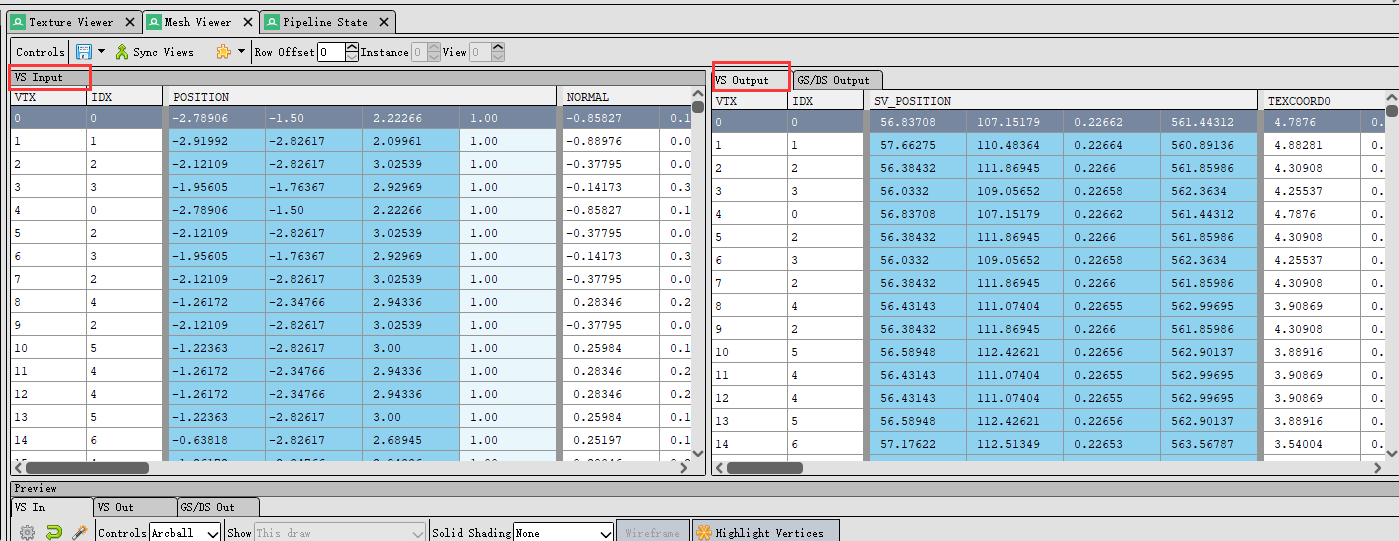 Texture Viewer Mesh Viewer Pipeline State
Controls Sync Views Row Offset 0 Instance 0 View 0
VS Input
VTX IDX POSITION NORMAL
0 0 -2.78906 -1.50 2.22266 1.00 -0.85827 0.1
1 1 -2.91992 -2.82617 2.09961 1.00 -0.88976 0.0
2 2 -2.12109 -2.82617 3.02539 1.00 -0.37795 0.0
3 3 -1.95605 -1.76367 2.92969 1.00 -0.14173 0.3
4 0 -2.78906 -1.50 2.22266 1.00 -0.85827 0.1
5 2 -2.12109 -2.82617 3.02539 1.00 -0.37795 0.0
6 3 -1.95605 -1.76367 2.92969 1.00 -0.14173 0.3
7 2 -2.12109 -2.82617 3.02539 1.00 -0.37795 0.0
8 4 -1.26172 -2.34766 2.94336 1.00 0.28346 0.2
9 2 -2.12109 -2.82617 3.02539 1.00 -0.37795 0.0
10 5 -1.22363 -2.82617 3.00 1.00 0.25984 0.1
11 4 -1.26172 -2.34766 2.94336 1.00 0.28346 0.2
12 4 -1.26172 -2.34766 2.94336 1.00 0.28346 0.2
13 5 -1.22363 -2.82617 3.00 1.00 0.25984 0.1
14 6 -0.63818 -2.82617 2.68945 1.00 0.25197 0.1
VS Output GS/DS Output
VTX IDX SV_POSITION TEXCOORD0
0 0 56.83708 107.15179 0.22662 561.44312 4.7876 0.
1 1 57.66275 110.48364 0.22664 560.89136 4.88281 0.
2 2 56.38432 111.86945 0.2266 561.85986 4.30908 0.
3 3 56.0332 109.05652 0.22658 562.3634 4.25537 0.
4 0 56.83708 107.15179 0.22662 561.44312 4.7876 0.
5 2 56.38432 111.86945 0.2266 561.85986 4.30908 0.
6 3 56.0332 109.05652 0.22658 562.3634 4.25537 0.
7 2 56.38432 111.86945 0.2266 561.85986 4.30908 0.
8 4 56.43143 111.07404 0.22655 562.99695 3.90869 0.
9 2 56.38432 111.86945 0.2266 561.85986 4.30908 0.
10 5 56.58948 112.42621 0.22656 562.90137 3.88916 0.
11 4 56.43143 111.07404 0.22655 562.99695 3.90869 0.
12 4 56.43143 111.07404 0.22655 562.99695 3.90869 0.
13 5 56.58948 112.42621 0.22656 562.90137 3.88916 0.
14 6 57.17622 112.51349 0.22653 563.56787 3.54004 0.
Preview
VS In VS Out GS/DS Out
Controls Arcball Show This draw Solid Shading None Wireframe Highlight Vertices